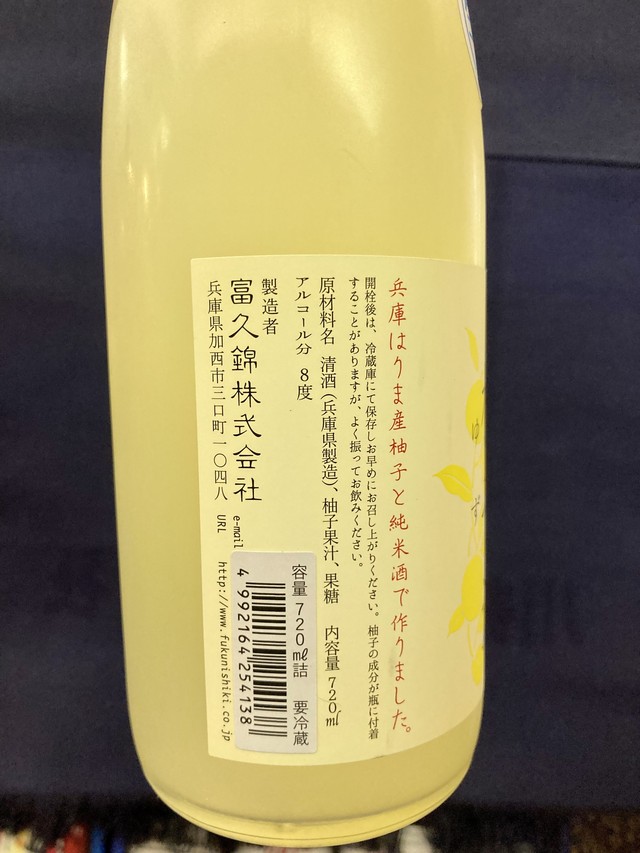 兵庫はりま産柚子と純米酒で作りました。
開栓後は、冷蔵庫にて保存しお早めにお召し上がりください。柚子の成分が瓶に付着
することがありますが、よく振ってお飲みください。
原材料名 清酒(兵庫県製造)、柚子果汁、果糖 内容量 720ml
アルコール分 8度
製造者
富久錦株式会社
兵庫県加西市三口町一〇四八
e-mail
URL http://www.fukunishiki.co.jp
容量 720ml詰 要冷蔵
4992164254138
ゆず